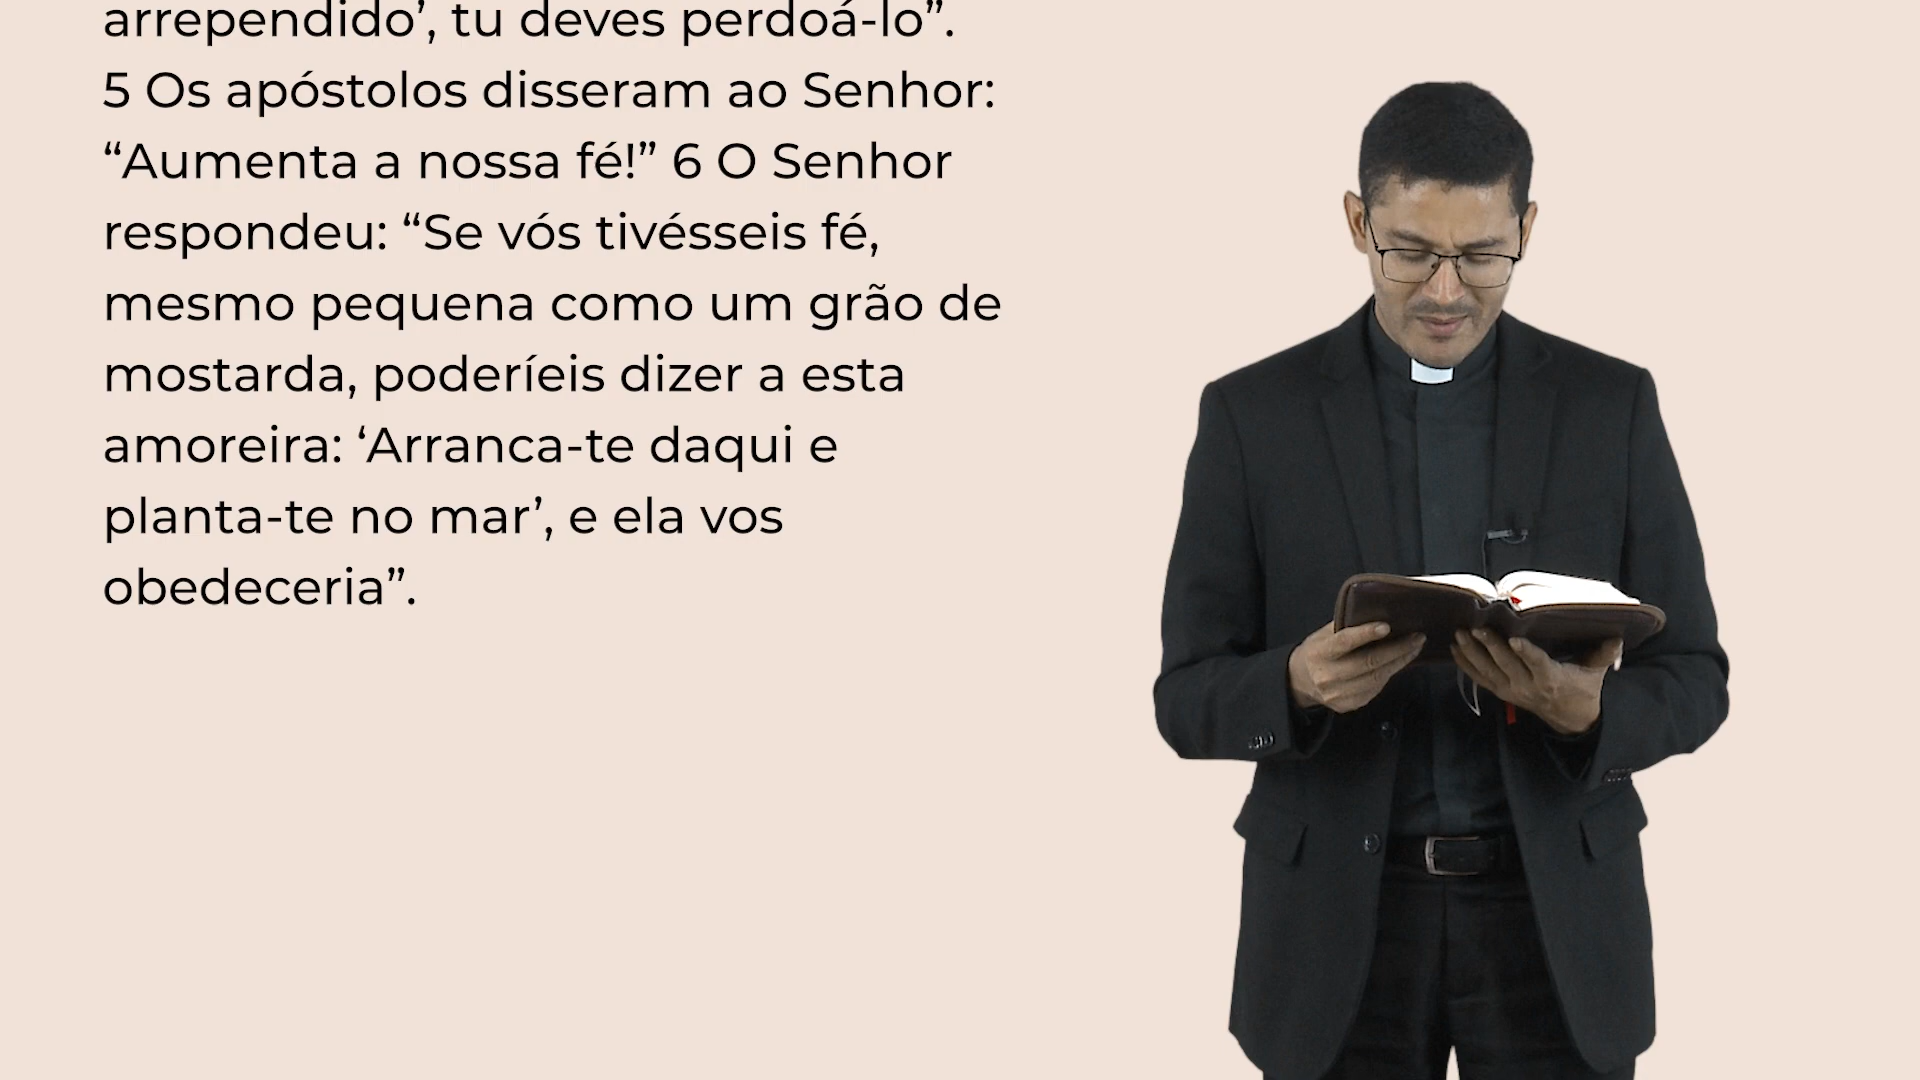 arrependido’, tu deves perdoá-lo”.
5 Os apóstolos disseram ao Senhor:
“Aumenta a nossa fé!” 6 O Senhor
respondeu: “Se vós tivésseis fé,
mesmo pequena como um grão de
mostarda, poderíeis dizer a esta
amoreira: ‘Arranca-te daqui e
planta-te no mar’, e ela vos
obedeceria”.